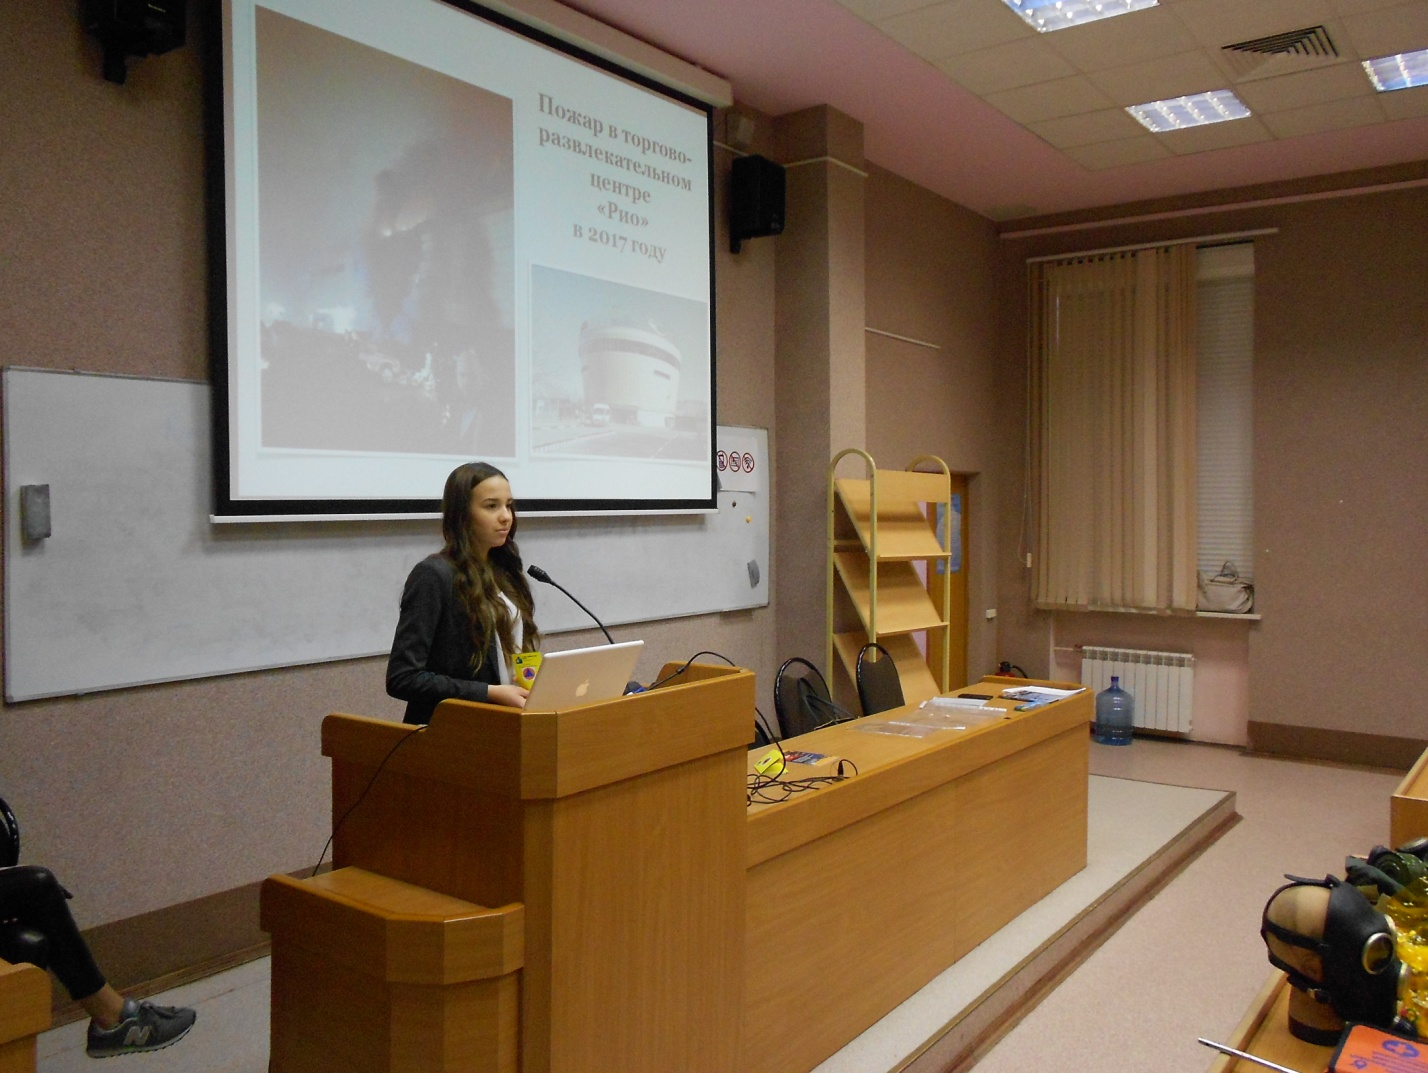 Пожар в торгово-
развлекательном
центре
«Рио»
в 2017 году
N